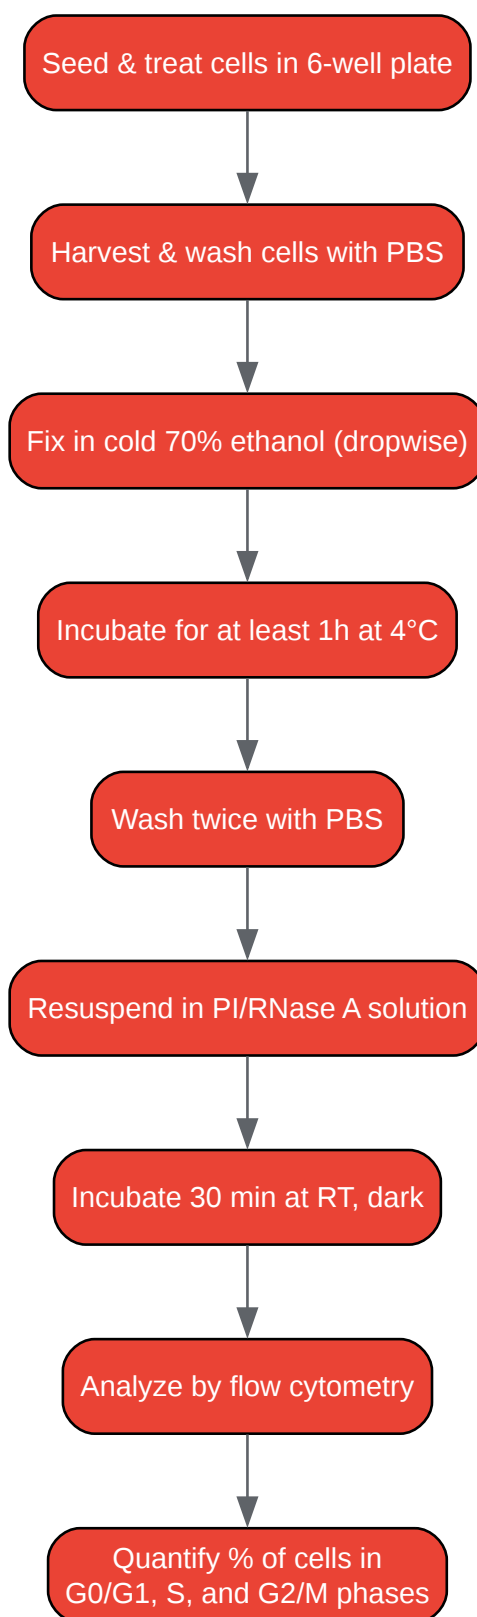 Seed & treat cells in 6-well plate
Harvest & wash cells with PBS
Fix in cold 70% ethanol (dropwise)
Incubate for at least 1h at 4°C
Wash twice with PBS
Resuspend in PI/RNase A solution
Incubate 30 min at RT, dark
Analyze by flow cytometry
Quantify % of cells in
G0/G1, S, and G2/M phases